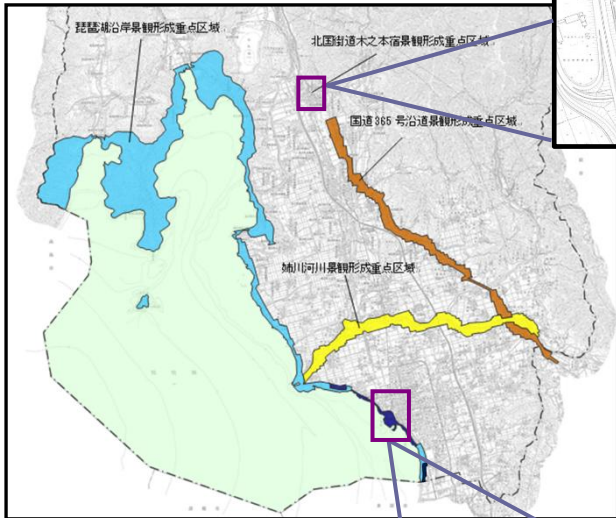 琵琶湖沿岸景観形成重点区域
北国街道木之本宿景観形成重点区域
国道365号沿道景観形成重点区域
姉川河川景観形成重点区域